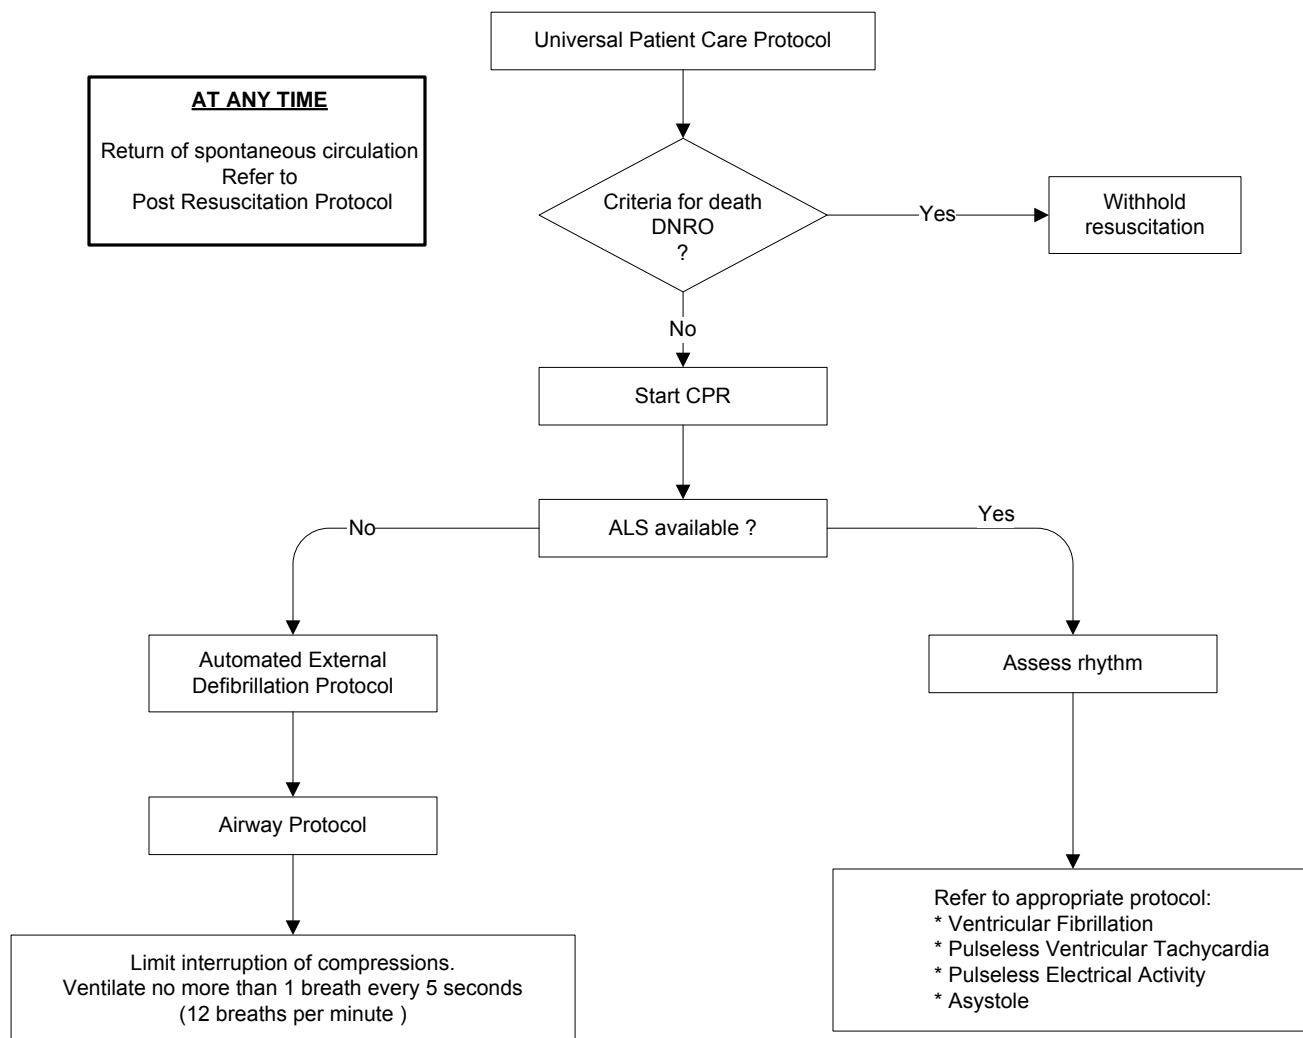 Universal Patient Care Protocol
AT ANY TIME
Return of spontaneous circulation
Refer to
Post Resuscitation Protocol
Criteria for death
DNRO
?
Yes
Withhold
resuscitation
No
Start CPR
ALS available ?
No
Yes
Automated External
Defibrillation Protocol
Assess rhythm
Airway Protocol
Limit interruption of compressions.
Ventilate no more than 1 breath every 5 seconds
(12 breaths per minute )
Refer to appropriate protocol:
* Ventricular Fibrillation
* Pulseless Ventricular Tachycardia
* Pulseless Electrical Activity
* Asystole